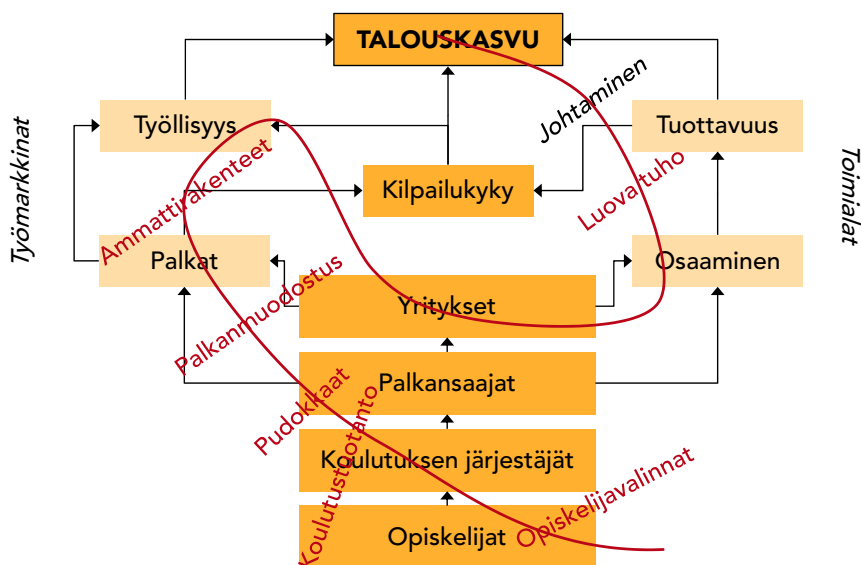 TALOUSKASVU
Johtaminen
Työllisyys
Tuottavuus
Työmarkkinat
Toimialat
Ammattirakenteet
Kilpailukyky
Luova tuho
Palkat
Osaaminen
Palkanmuodostus
Yritykset
Palkansaajat
Pudokkaat
Koulutustuotanto
Koulutuksen järjestäjät
Opiskelijavalinnat
Opiskelijat